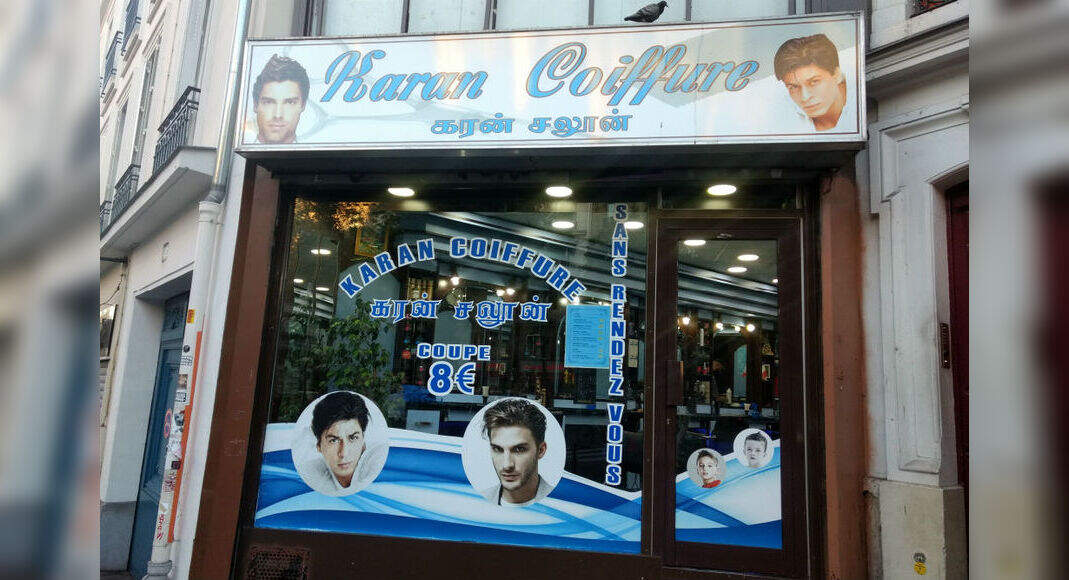 Karan Coiffure
கரன் சலூன்
KARAN COIFFURE
கரன் சலூன்
COUPE
8€
SANS RENDEZ VOUS